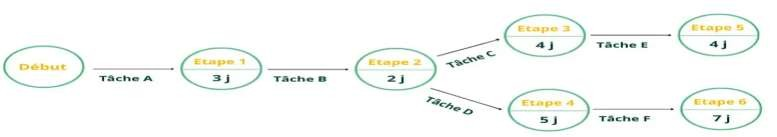 Début
Tâche A
Etape 1
3 j
Tâche B
Etape 2
2 j
Tâche C
Etape 3
4 j
Tâche E
Etape 5
4 j
Tâche D
Etape 4
5 j
Tâche F
Etape 6
7 j